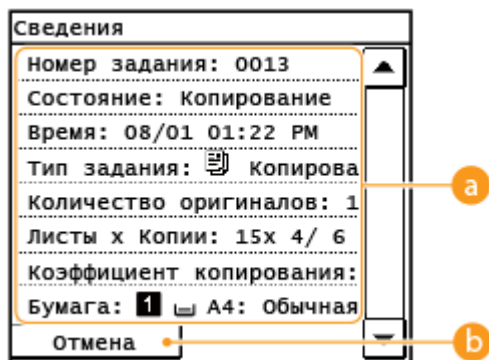 Сведения
Номер задания: 0013
Состояние: Копирование
Время: 08/01 01:22 PM
Тип задания: Копирова
a
Количество оригиналов: 1
Листы x Копии: 15x 4/ 6
Коэффициент копирования:
Бумага: 1 A4: Обычная
Отмена b